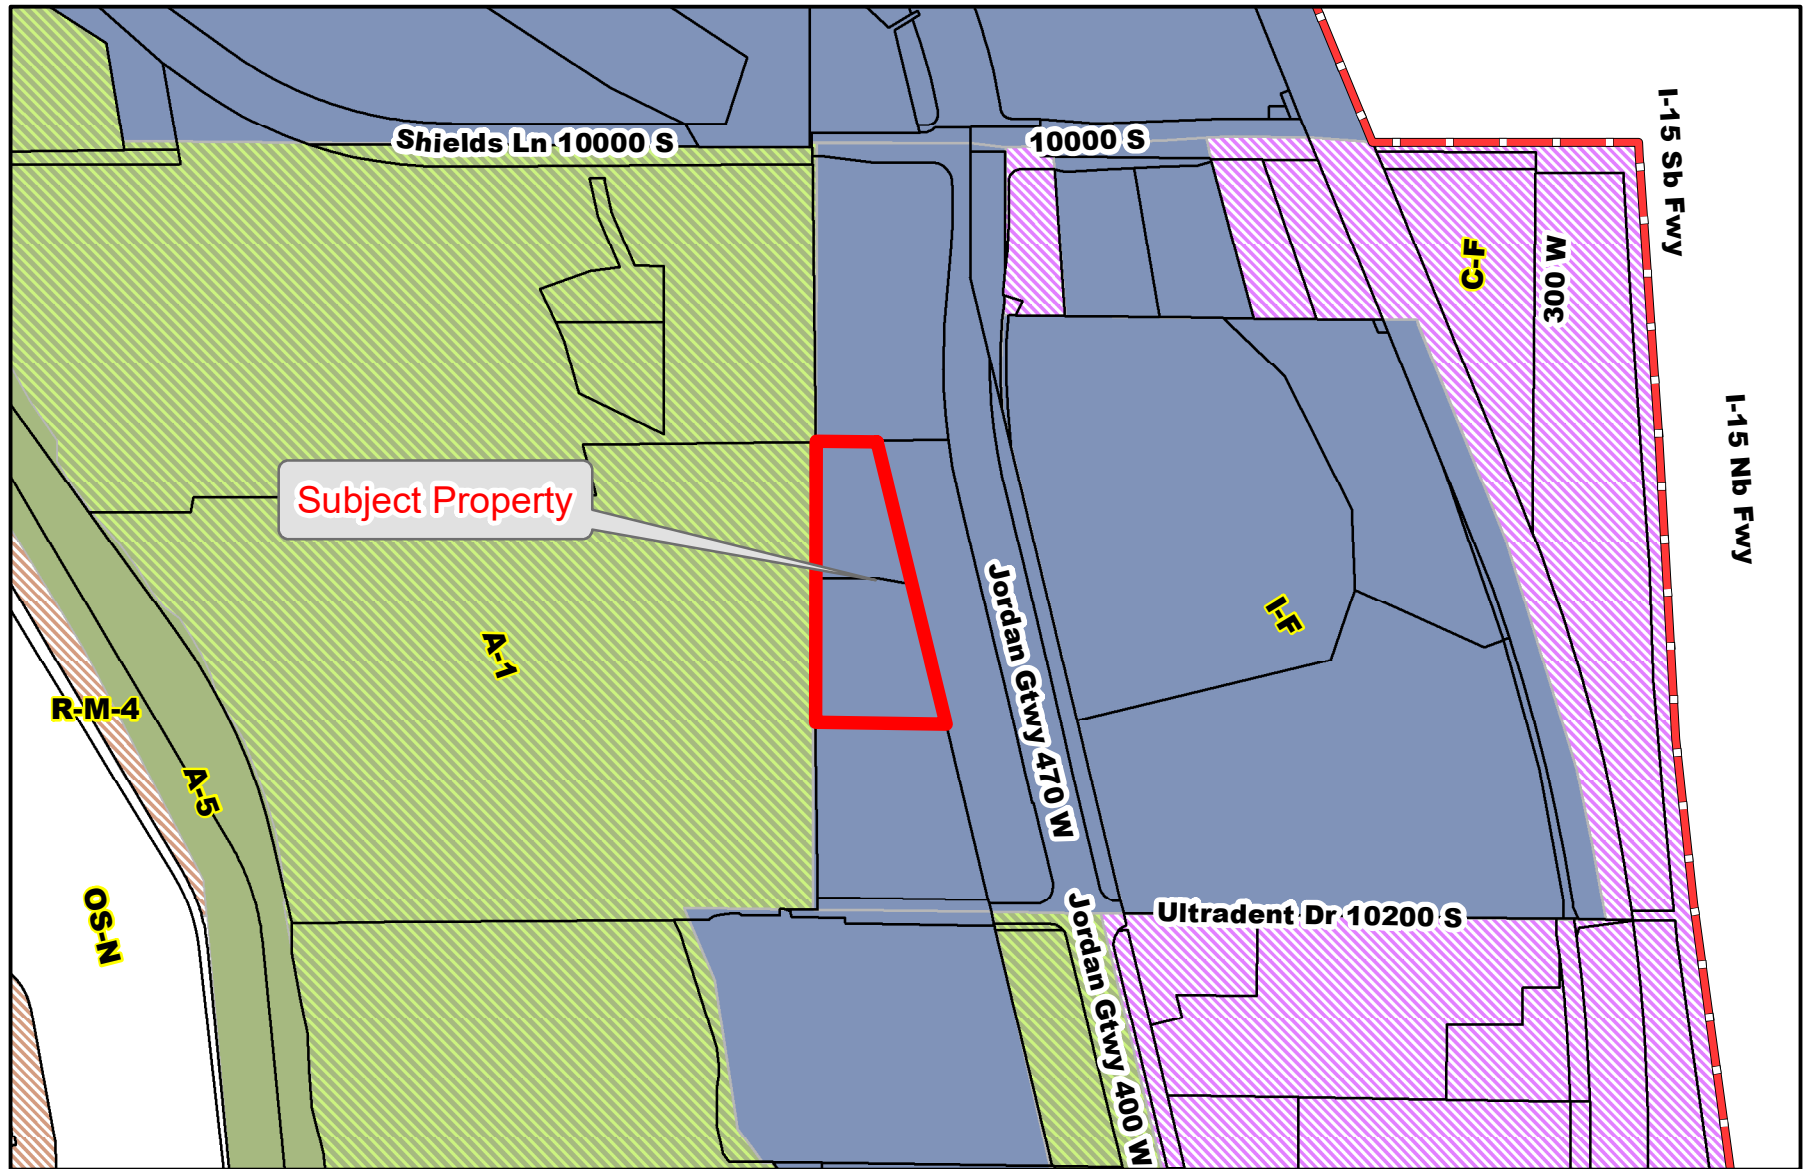 Shields Ln 10000 S
10000 S
I-15 Sb Fwy
C-F
300 W
I-15 Nb Fwy
Subject Property
Jordan Gtwy 470 W
I-F
A-1
R-M-4
A-5
OS-N
Ultradent Dr 10200 S
Jordan Gtwy 400 W